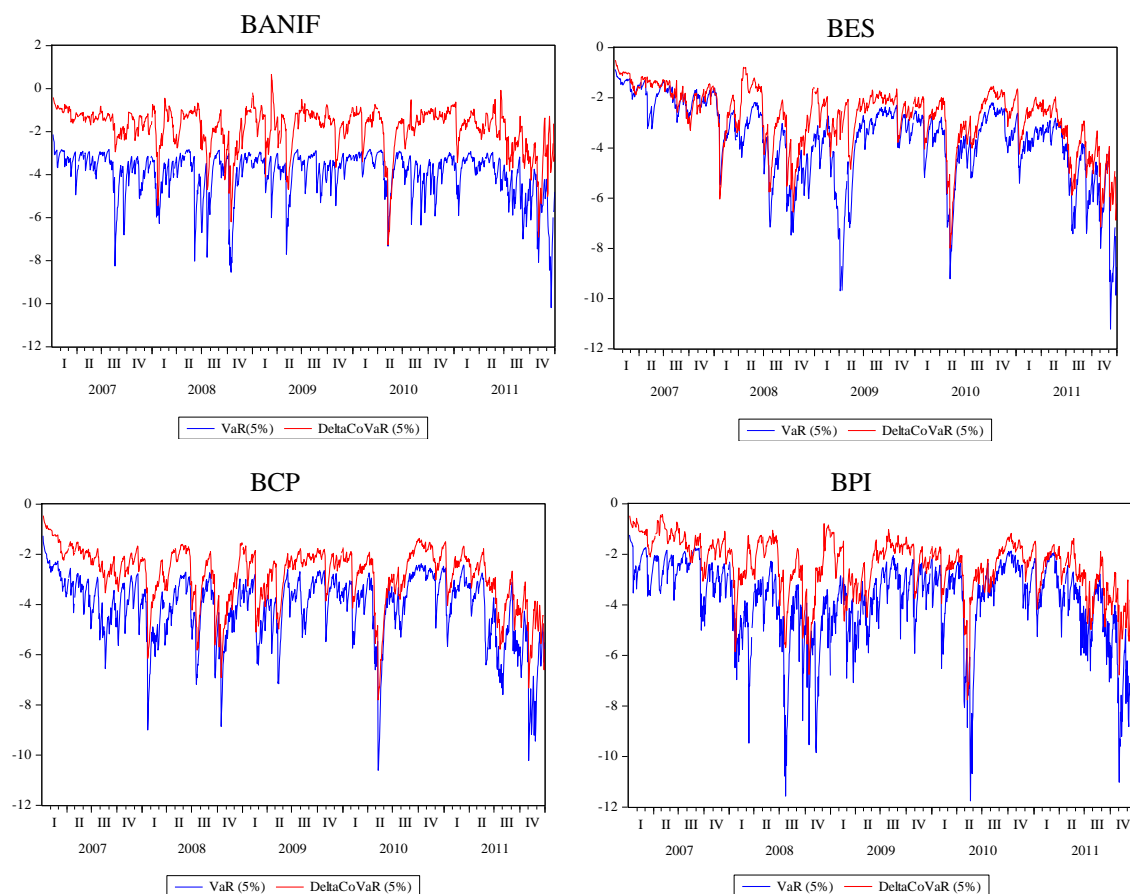 BANIF
2
0
-2
-4
-6
-8
-10
-12
I II III IV I II III IV I II III IV I II III IV I II III IV
2007 2008 2009 2010 2011
VaR(5%) DeltaCoVaR (5%)
BES
0
-2
-4
-6
-8
-10
-12
I II III IV I II III IV I II III IV I II III IV I II III IV
2007 2008 2009 2010 2011
VaR (5%) DeltaCoVaR (5%)
BCP
0
-2
-4
-6
-8
-10
-12
I II III IV I II III IV I II III IV I II III IV I II III IV
2007 2008 2009 2010 2011
VaR (5%) DeltaCoVaR (5%)
BPI
0
-2
-4
-6
-8
-10
-12
I II III IV I II III IV I II III IV I II III IV I II III IV
2007 2008 2009 2010 2011
VaR (5%) DeltaCoVaR (5%)